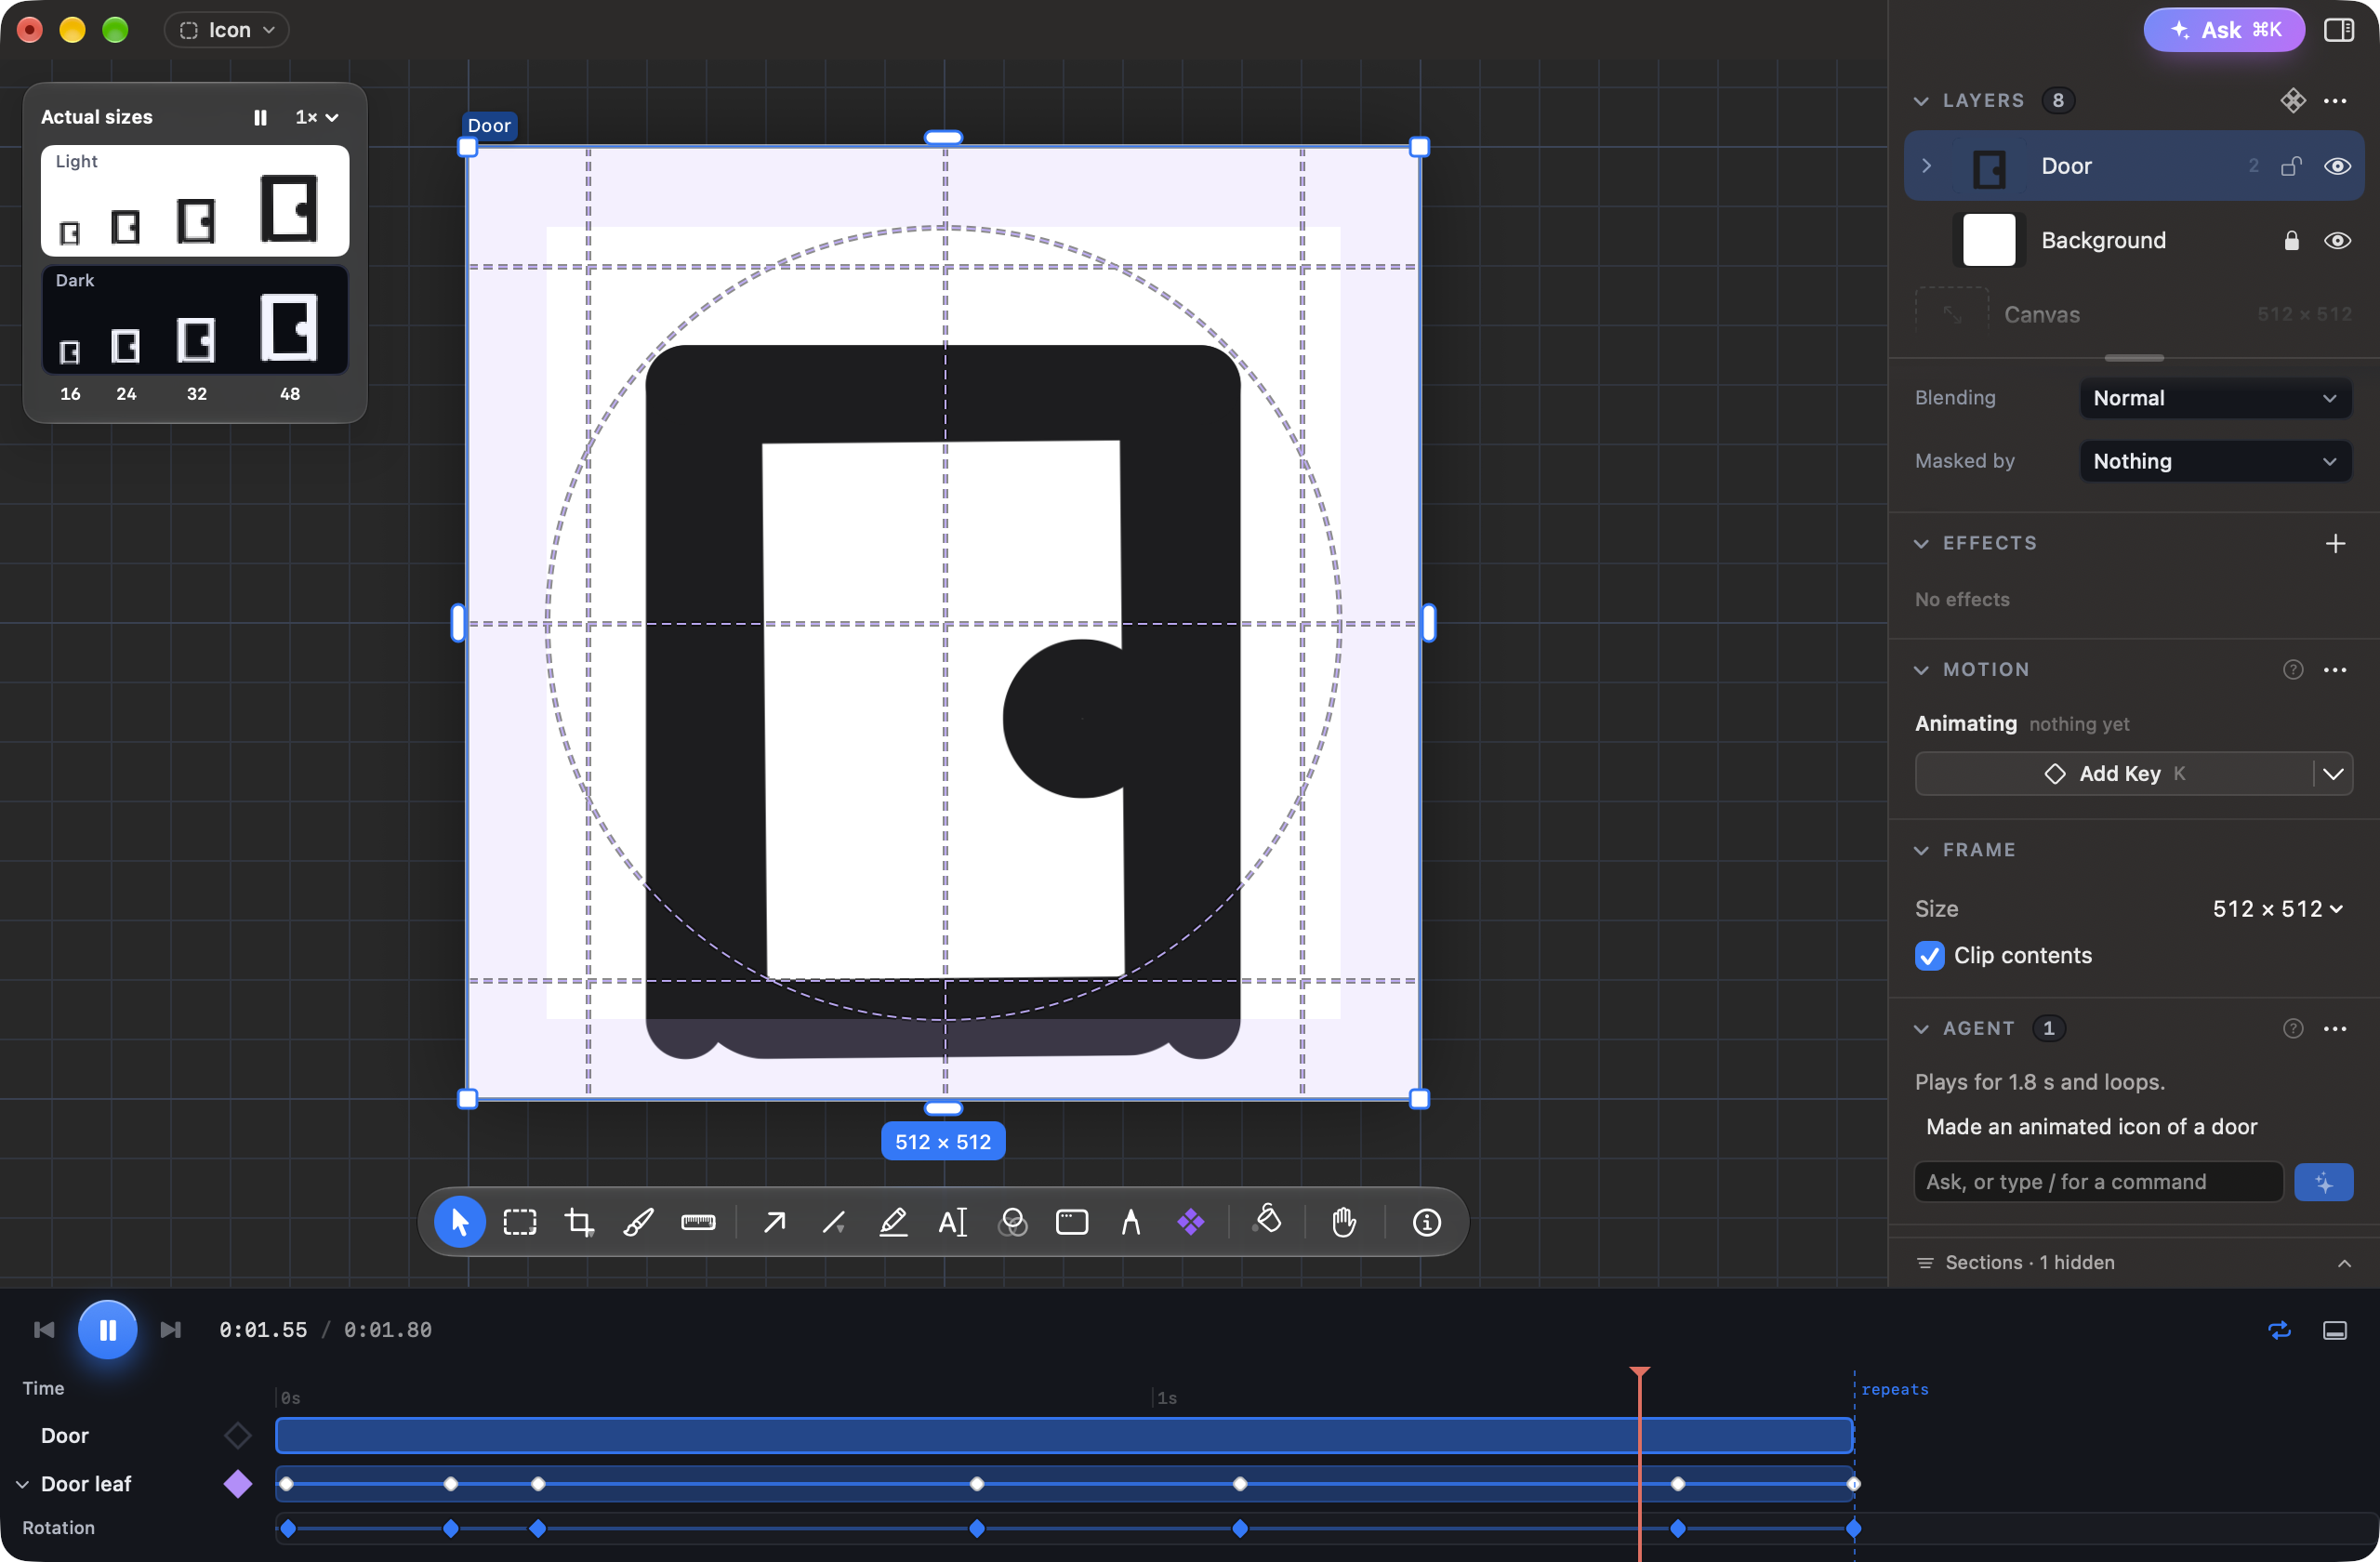 Icon
Ask ⌘K
Actual sizes
1×
Light
Dark
16 24 32 48
Door
512 × 512
LAYERS 8
Door 2
Background
Canvas 512 × 512
Blending Normal
Masked by Nothing
EFFECTS
No effects
MOTION
Animating nothing yet
Add Key K
FRAME
Size 512 × 512
Clip contents
AGENT 1
Plays for 1.8 s and loops.
Made an animated icon of a door
Ask, or type / for a command
Sections · 1 hidden
0:01.55 / 0:01.80
Time 0s 1s repeats
Door
Door leaf
Rotation